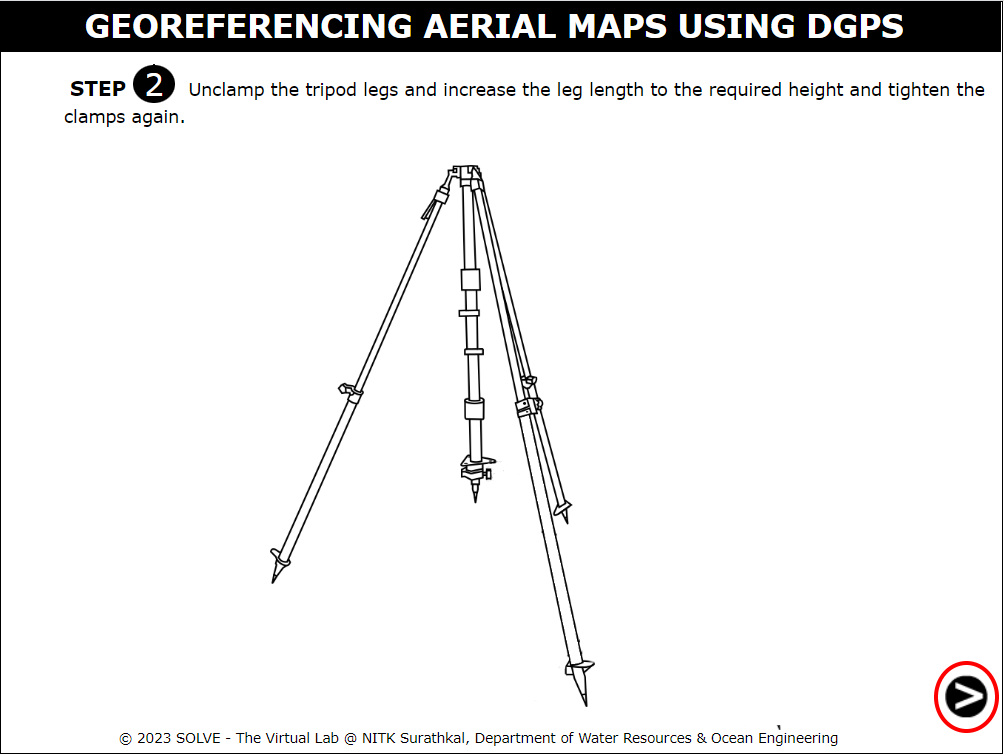 GEOREFERENCING AERIAL MAPS USING DGPS
STEP 2 Unclamp the tripod legs and increase the leg length to the required height and tighten the
clamps again.
© 2023 SOLVE - The Virtual Lab @ NITK Surathkal, Department of Water Resources & Ocean Engineering